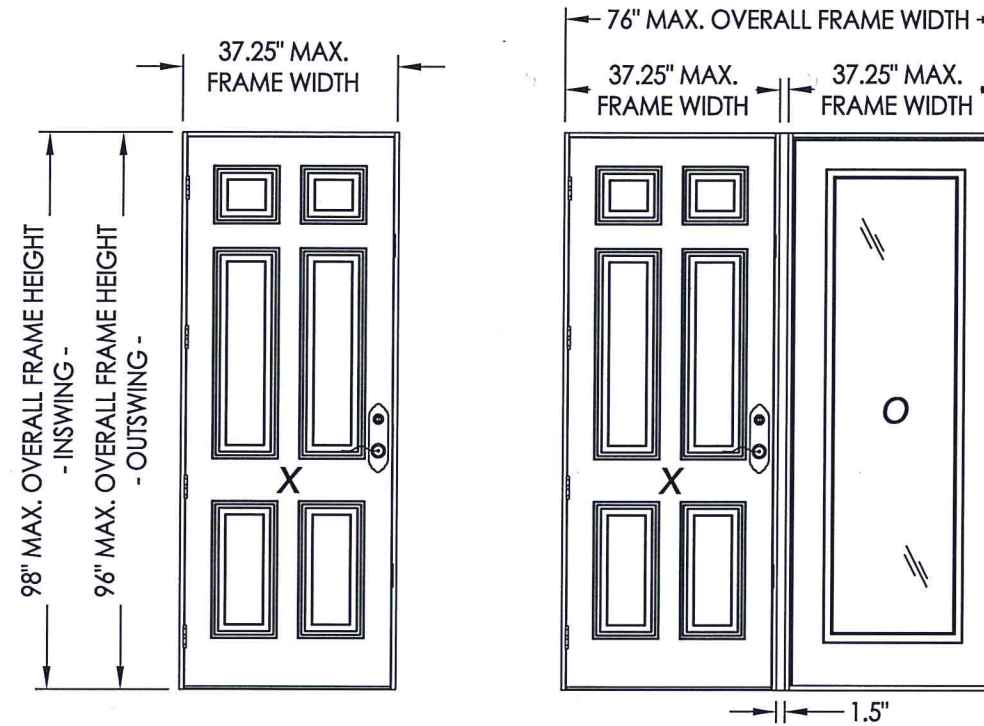 37.25" MAX.
FRAME WIDTH
98" MAX. OVERALL FRAME HEIGHT
- INSWING -
96" MAX. OVERALL FRAME HEIGHT
- OUTSWING -
X
76" MAX. OVERALL FRAME WIDTH
37.25" MAX.
FRAME WIDTH
37.25" MAX.
FRAME WIDTH
X
O
1.5"